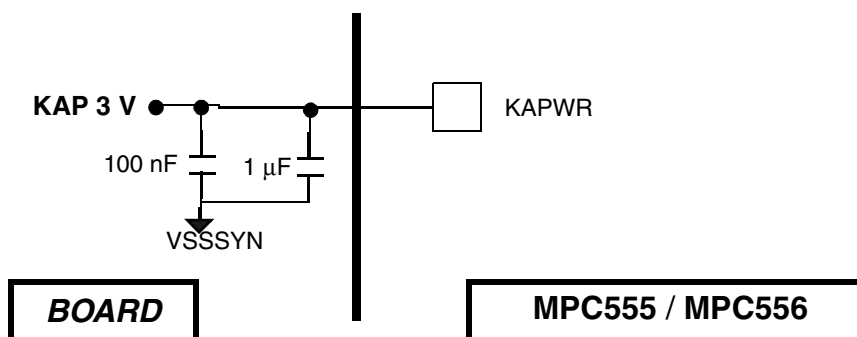 KAP 3 V
KAPWR
100 nF
1 μF
VSSSYN
BOARD
MPC555 / MPC556